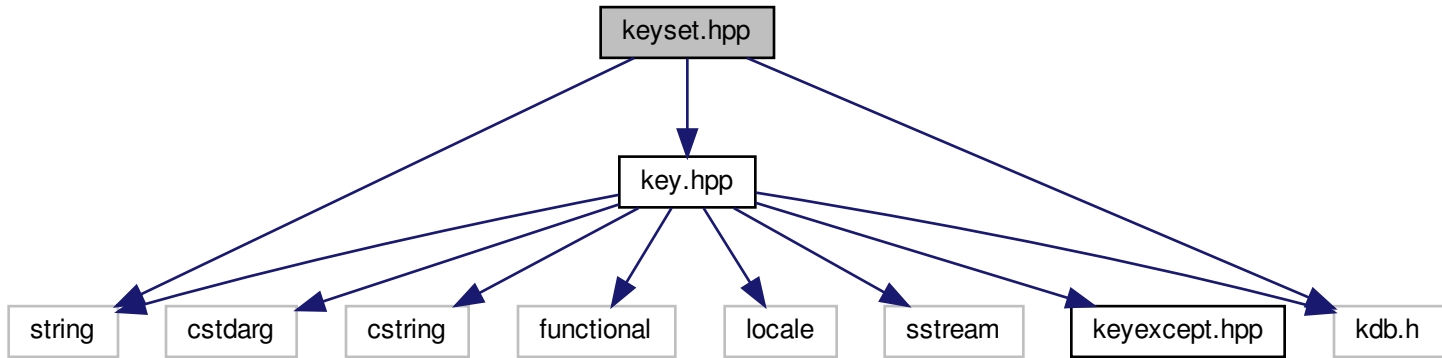 keyset.hpp
key.hpp
string
cstdarg
cstring
functional
locale
sstream
keyexcept.hpp
kdb.h